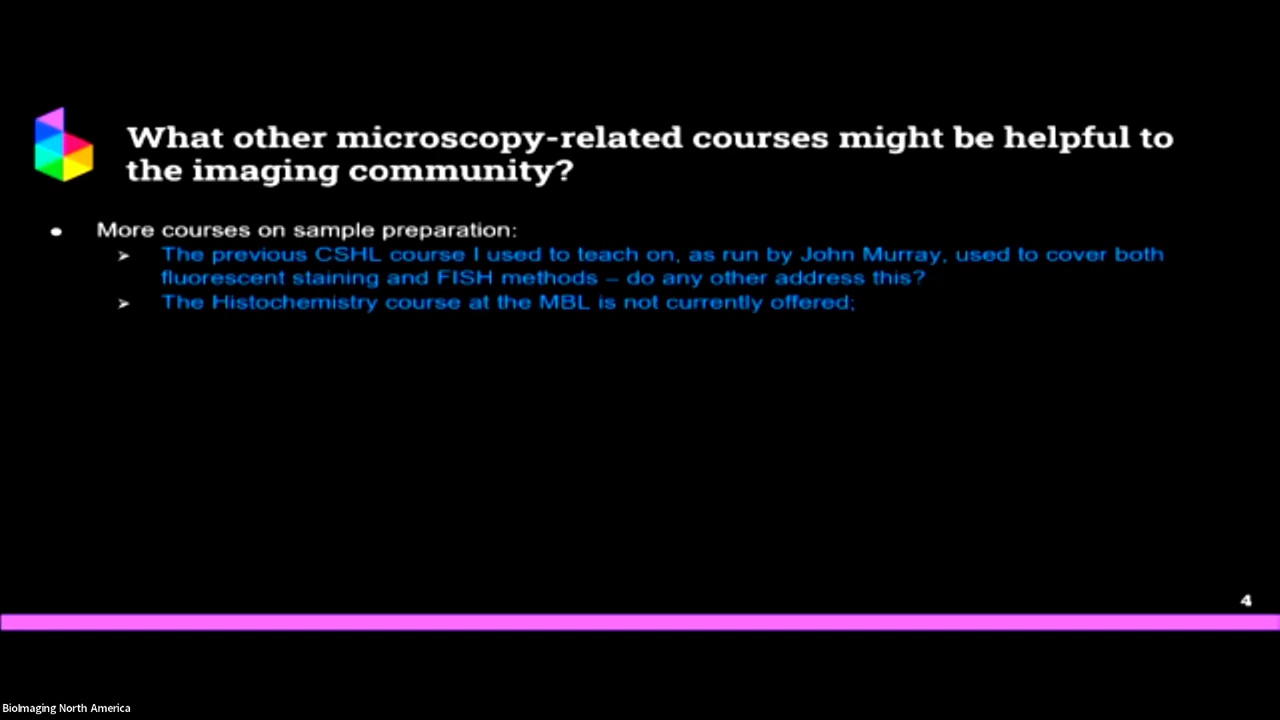 What other microscopy-related courses might be helpful to
the imaging community?
● More courses on sample preparation:
➢ The previous CSHL course I used to teach on, as run by John Murray, used to cover both
fluorescent staining and FISH methods – do any other address this?
➢ The Histochemistry course at the MBL is not currently offered;
4
BioImaging North America